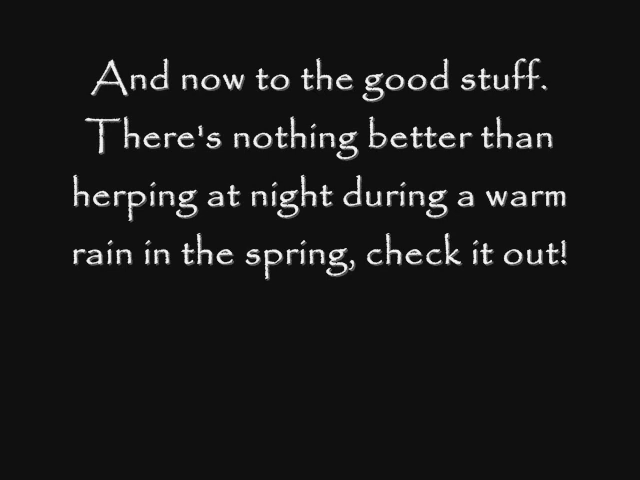 And now to the good stuff.
There's nothing better than
herping at night during a warm
rain in the spring, check it out!